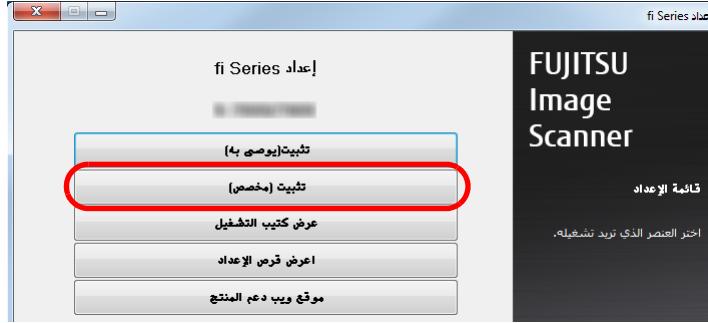 إعداد fi Series
إعداد fi Series
تثبيت(يوصى به)
تثبيت (مخصص)
عرض كتيب التشغيل
اعرض قرص الإعداد
موقع ويب دعم المنتج
FUJITSU
Image
Scanner
قائمة الإعداد
اختر العنصر الذي تريد تشغيله.